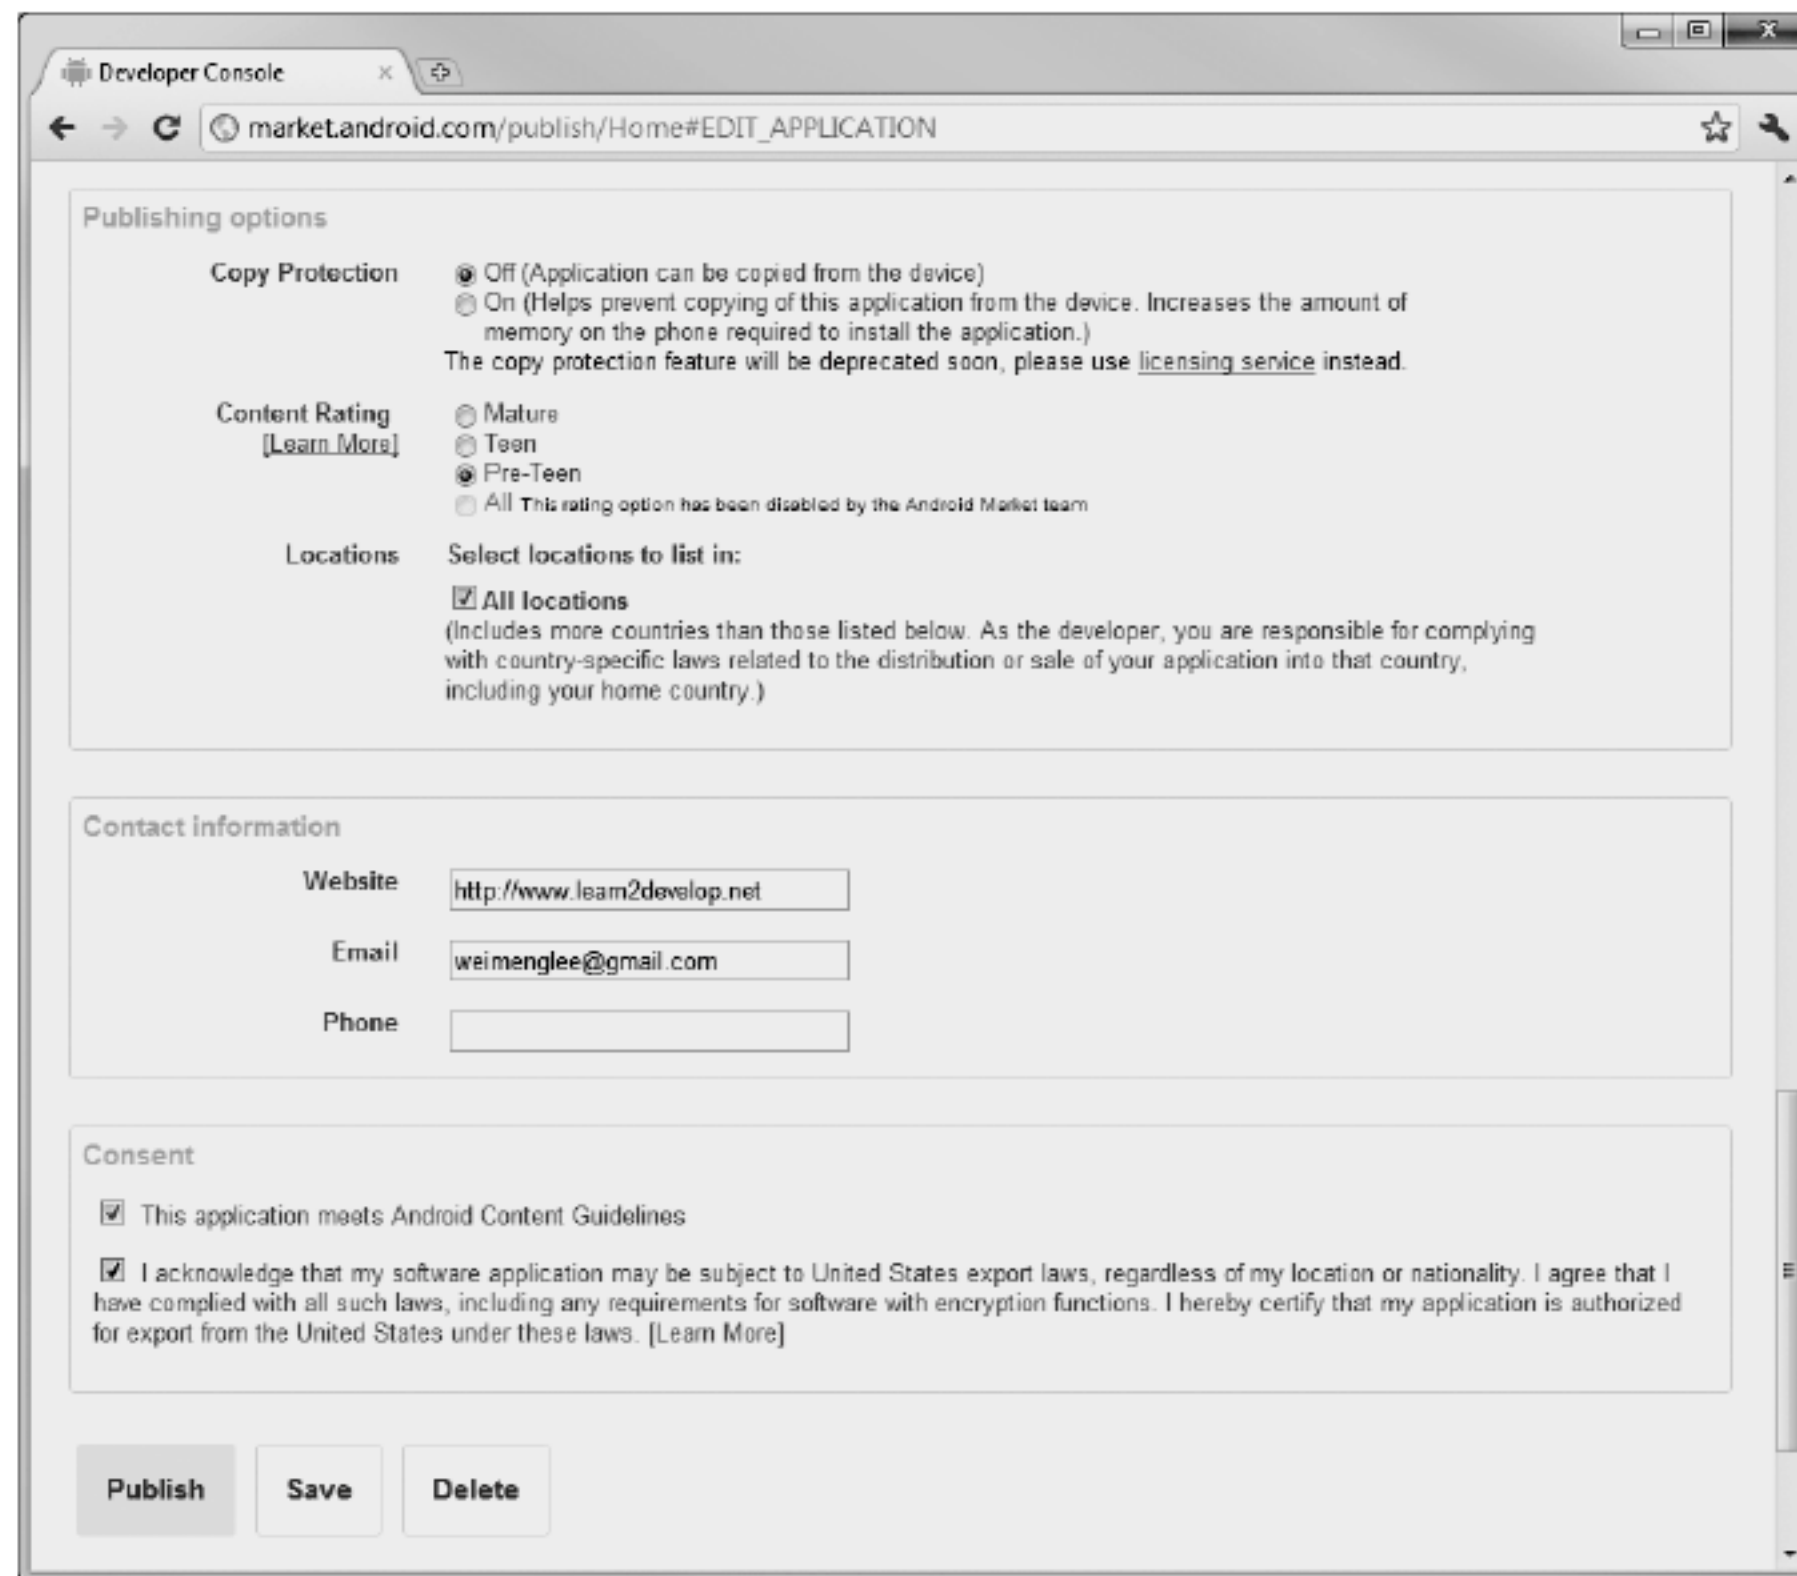 Developer Console
market.android.com/publish/Home#EDIT_APPLICATION
Publishing options
Copy Protection
Off (Application can be copied from the device)
On (Helps prevent copying of this application from the device. Increases the amount of
memory on the phone required to install the application.)
The copy protection feature will be deprecated soon, please use licensing service instead.
Content Rating
[Learn More]
Mature
Teen
Pre-Teen
All This rating option has been disabled by the Android Market team
Locations
Select locations to list in:
All locations
(Includes more countries than those listed below. As the developer, you are responsible for complying
with country-specific laws related to the distribution or sale of your application into that country,
including your home country.)
Contact information
Website
http://www.learn2develop.net
Email
weimenglee@gmail.com
Phone
Consent
This application meets Android Content Guidelines
I acknowledge that my software application may be subject to United States export laws, regardless of my location or nationality. I agree that I
have complied with all such laws, including any requirements for software with encryption functions. I hereby certify that my application is authorized
for export from the United States under these laws. [Learn More]
Publish
Save
Delete